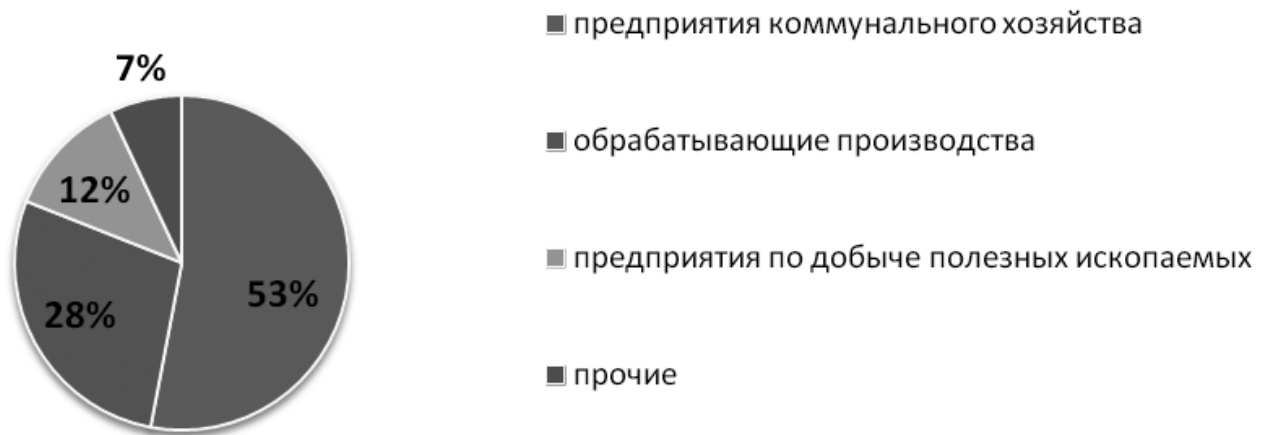 предприятия коммунального хозяйства
7%
обрабатывающие производства
12%
предприятия по добыче полезных ископаемых
53%
28%
прочие